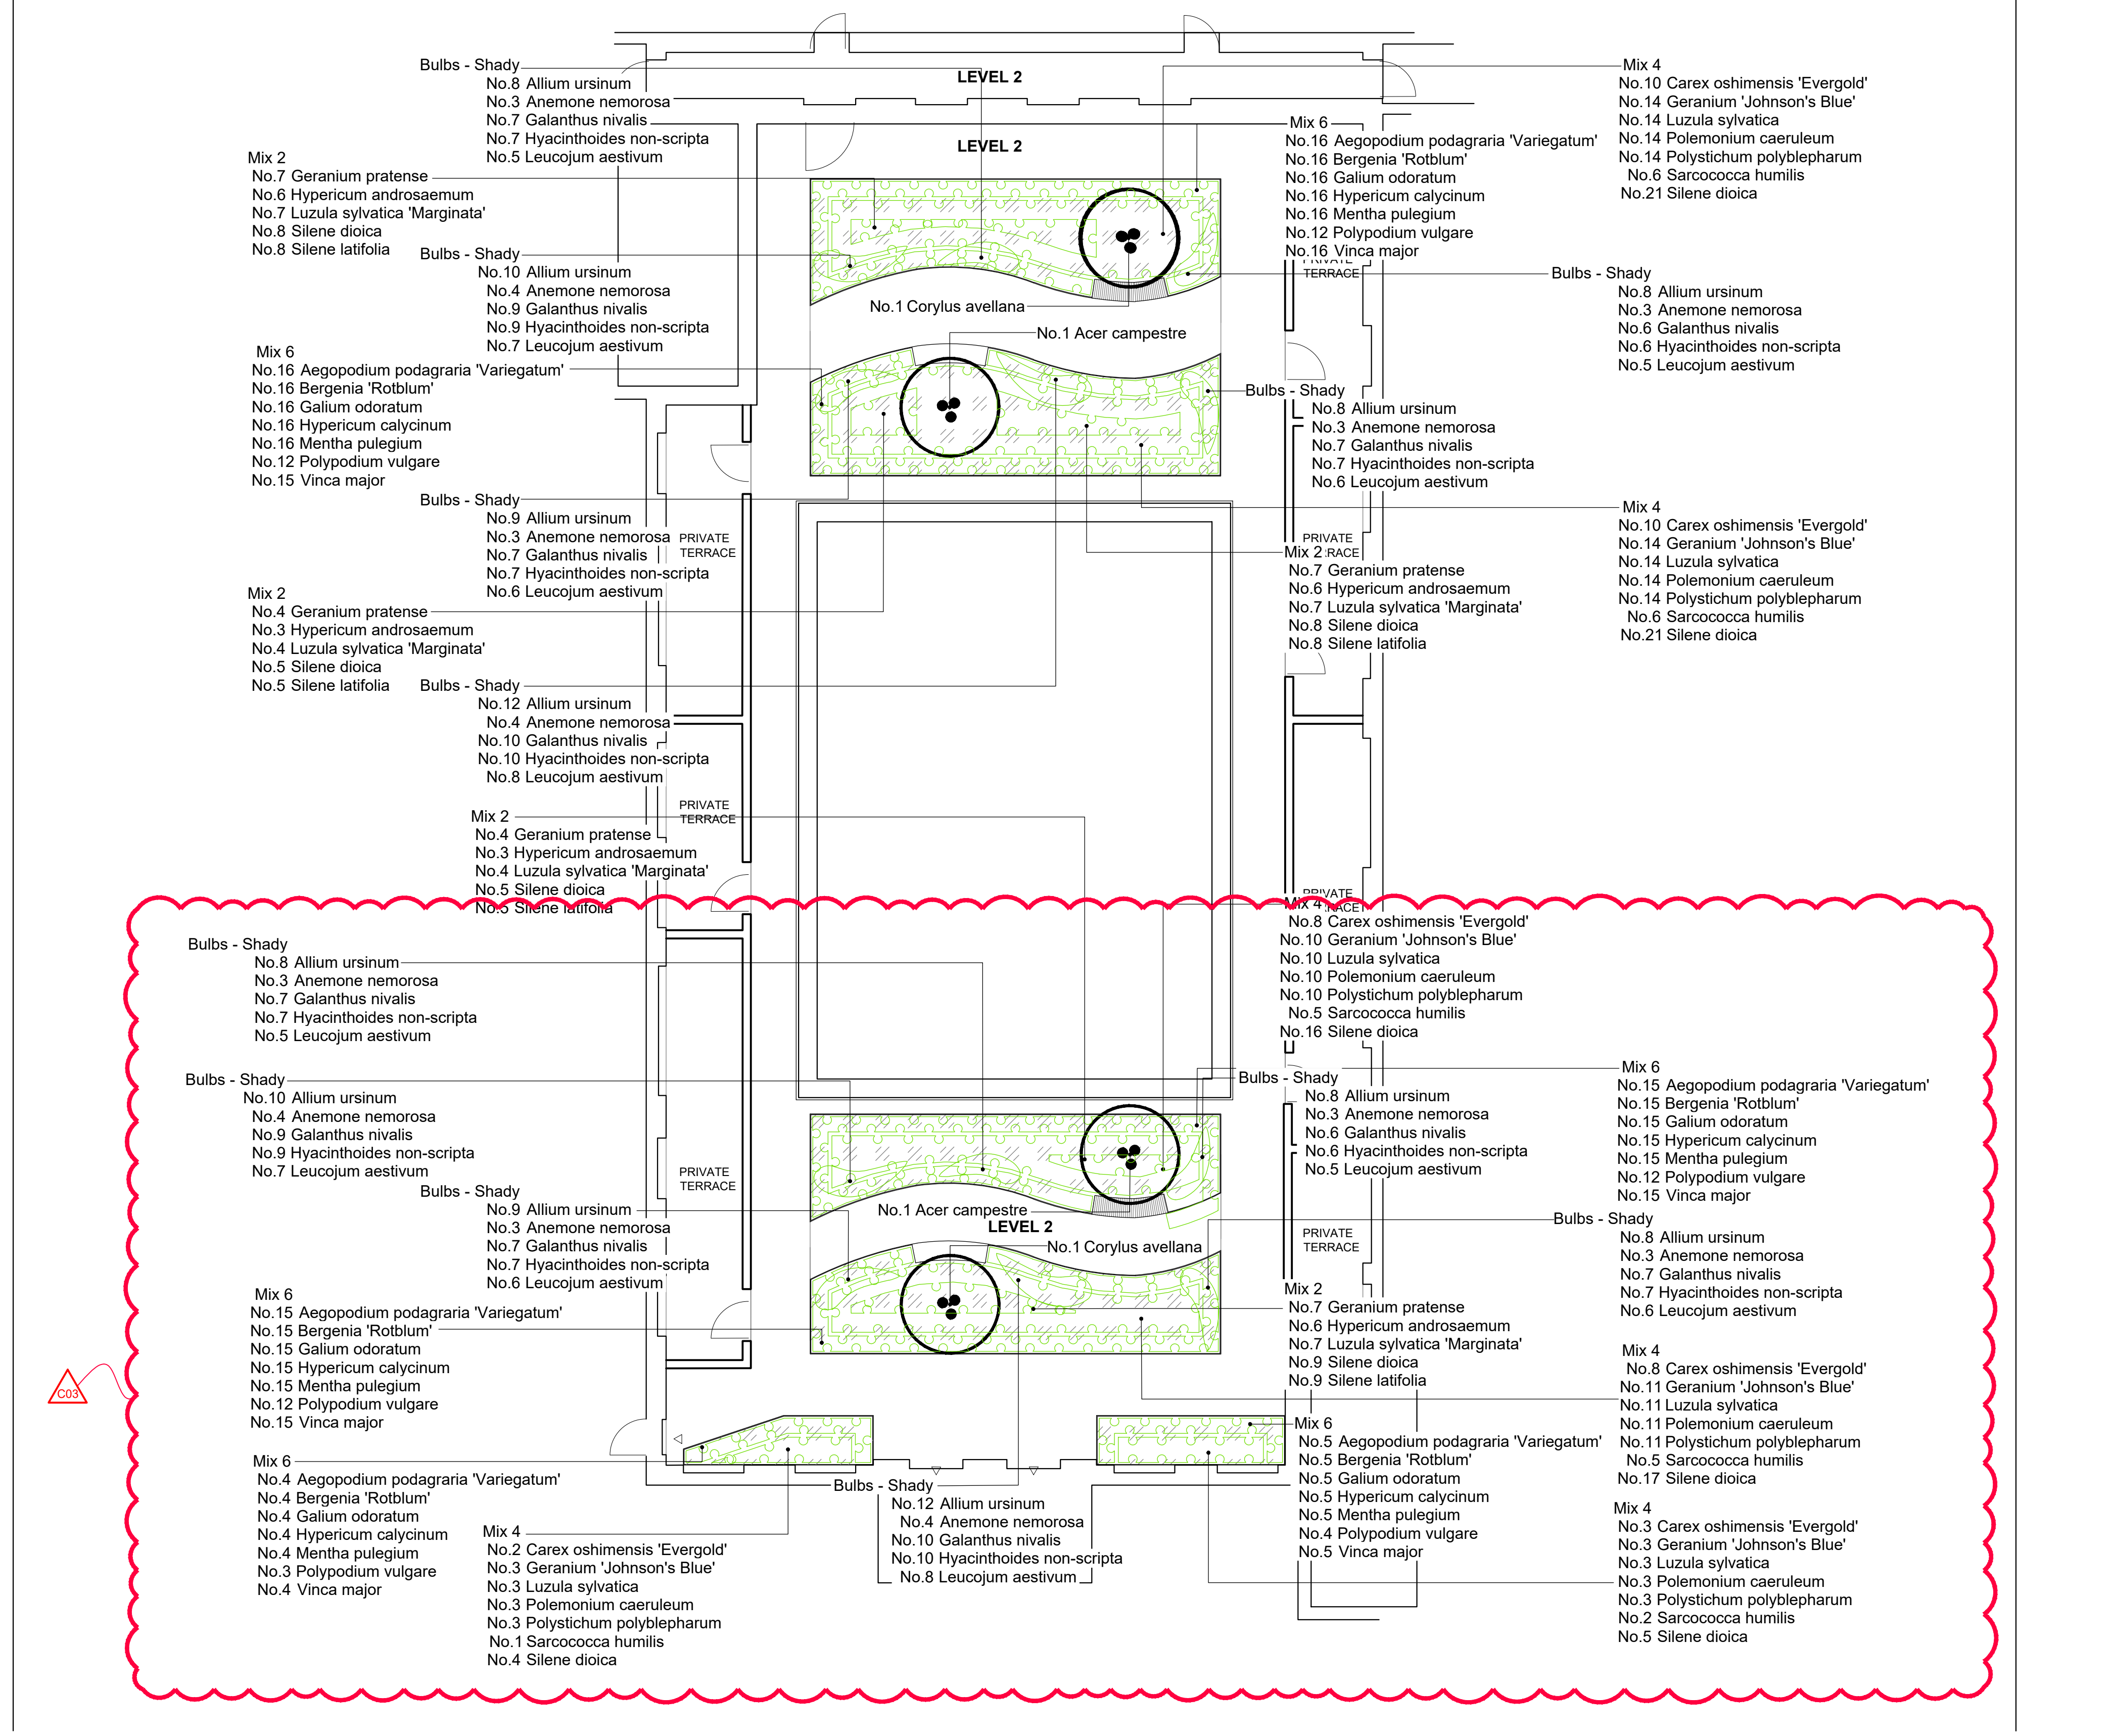 LEVEL 2
LEVEL 2
Bulbs - Shady
No.8 Allium ursinum
No.3 Anemone nemorosa
No.7 Galanthus nivalis
No.7 Hyacinthoides non-scripta
No.5 Leucojum aestivum
Mix 2
No.7 Geranium pratense
No.6 Hypericum androsaemum
No.7 Luzula sylvatica 'Marginata'
No.8 Silene dioica
No.8 Silene latifolia
Bulbs - Shady
No.10 Allium ursinum
No.4 Anemone nemorosa
No.9 Galanthus nivalis
No.9 Hyacinthoides non-scripta
No.7 Leucojum aestivum
Mix 6
No.16 Aegopodium podagraria 'Variegatum'
No.16 Bergenia 'Rotblum'
No.16 Galium odoratum
No.16 Hypericum calycinum
No.16 Mentha pulegium
No.12 Polypodium vulgare
No.15 Vinca major
Bulbs - Shady
No.9 Allium ursinum
No.3 Anemone nemorosa
No.7 Galanthus nivalis
No.7 Hyacinthoides non-scripta
No.6 Leucojum aestivum
PRIVATE
TERRACE
Mix 2
No.4 Geranium pratense
No.3 Hypericum androsaemum
No.4 Luzula sylvatica 'Marginata'
No.5 Silene dioica
No.5 Silene latifolia
Bulbs - Shady
No.12 Allium ursinum
No.4 Anemone nemorosa
No.10 Galanthus nivalis
No.10 Hyacinthoides non-scripta
No.8 Leucojum aestivum
PRIVATE
TERRACE
Mix 2
No.4 Geranium pratense
No.3 Hypericum androsaemum
No.4 Luzula sylvatica 'Marginata'
No.5 Silene dioica
No.5 Silene latifolia
No.1 Corylus avellana
No.1 Acer campestre
Mix 4
No.10 Carex oshimensis 'Evergold'
No.14 Geranium 'Johnson's Blue'
No.14 Luzula sylvatica
No.14 Polemonium caeruleum
No.14 Polystichum polyblepharum
No.6 Sarcococca humilis
No.21 Silene dioica
Mix 6
No.16 Aegopodium podagraria 'Variegatum'
No.16 Bergenia 'Rotblum'
No.16 Galium odoratum
No.16 Hypericum calycinum
No.16 Mentha pulegium
No.12 Polypodium vulgare
No.16 Vinca major
PRIVATE
TERRACE
Bulbs - Shady
No.8 Allium ursinum
No.3 Anemone nemorosa
No.6 Galanthus nivalis
No.6 Hyacinthoides non-scripta
No.5 Leucojum aestivum
Bulbs - Shady
No.8 Allium ursinum
No.3 Anemone nemorosa
No.7 Galanthus nivalis
No.7 Hyacinthoides non-scripta
No.6 Leucojum aestivum
Mix 4
No.10 Carex oshimensis 'Evergold'
No.14 Geranium 'Johnson's Blue'
No.14 Luzula sylvatica
No.14 Polemonium caeruleum
No.14 Polystichum polyblepharum
No.6 Sarcococca humilis
No.21 Silene dioica
PRIVATE
Mix 2
No.7 Geranium pratense
No.6 Hypericum androsaemum
No.7 Luzula sylvatica 'Marginata'
No.8 Silene dioica
No.8 Silene latifolia
PRIVATE
Mix 4
No.8 Carex oshimensis 'Evergold'
No.10 Geranium 'Johnson's Blue'
No.10 Luzula sylvatica
No.10 Polemonium caeruleum
No.10 Polystichum polyblepharum
No.5 Sarcococca humilis
No.16 Silene dioica
Bulbs - Shady
No.8 Allium ursinum
No.3 Anemone nemorosa
No.7 Galanthus nivalis
No.7 Hyacinthoides non-scripta
No.5 Leucojum aestivum
Bulbs - Shady
No.10 Allium ursinum
No.4 Anemone nemorosa
No.9 Galanthus nivalis
No.9 Hyacinthoides non-scripta
No.7 Leucojum aestivum
PRIVATE
TERRACE
Bulbs - Shady
No.9 Allium ursinum
No.3 Anemone nemorosa
No.7 Galanthus nivalis
No.7 Hyacinthoides non-scripta
No.6 Leucojum aestivum
Mix 6
No.15 Aegopodium podagraria 'Variegatum'
No.15 Bergenia 'Rotblum'
No.15 Galium odoratum
No.15 Hypericum calycinum
No.15 Mentha pulegium
No.12 Polypodium vulgare
No.15 Vinca major
C03
Mix 6
No.4 Aegopodium podagraria 'Variegatum'
No.4 Bergenia 'Rotblum'
No.4 Galium odoratum
No.4 Hypericum calycinum
No.4 Mentha pulegium
No.3 Polypodium vulgare
No.4 Vinca major
Mix 4
No.2 Carex oshimensis 'Evergold'
No.3 Geranium 'Johnson's Blue'
No.3 Luzula sylvatica
No.3 Polemonium caeruleum
No.3 Polystichum polyblepharum
No.1 Sarcococca humilis
No.4 Silene dioica
No.1 Acer campestre
LEVEL 2
No.1 Corylus avellana
Bulbs - Shady
No.12 Allium ursinum
No.4 Anemone nemorosa
No.10 Galanthus nivalis
No.10 Hyacinthoides non-scripta
No.8 Leucojum aestivum
Bulbs - Shady
No.8 Allium ursinum
No.3 Anemone nemorosa
No.6 Galanthus nivalis
No.6 Hyacinthoides non-scripta
No.5 Leucojum aestivum
Mix 6
No.15 Aegopodium podagraria 'Variegatum'
No.15 Bergenia 'Rotblum'
No.15 Galium odoratum
No.15 Hypericum calycinum
No.15 Mentha pulegium
No.12 Polypodium vulgare
No.15 Vinca major
PRIVATE
TERRACE
Bulbs - Shady
No.8 Allium ursinum
No.3 Anemone nemorosa
No.7 Galanthus nivalis
No.7 Hyacinthoides non-scripta
No.6 Leucojum aestivum
Mix 2
No.7 Geranium pratense
No.6 Hypericum androsaemum
No.7 Luzula sylvatica 'Marginata'
No.9 Silene dioica
No.9 Silene latifolia
Mix 4
No.8 Carex oshimensis 'Evergold'
No.11 Geranium 'Johnson's Blue'
No.11 Luzula sylvatica
No.11 Polemonium caeruleum
No.11 Polystichum polyblepharum
No.5 Sarcococca humilis
No.17 Silene dioica
Mix 6
No.5 Aegopodium podagraria 'Variegatum'
No.5 Bergenia 'Rotblum'
No.5 Galium odoratum
No.5 Hypericum calycinum
No.5 Mentha pulegium
No.4 Polypodium vulgare
No.5 Vinca major
Mix 4
No.3 Carex oshimensis 'Evergold'
No.3 Geranium 'Johnson's Blue'
No.3 Luzula sylvatica
No.3 Polemonium caeruleum
No.3 Polystichum polyblepharum
No.2 Sarcococca humilis
No.5 Silene dioica